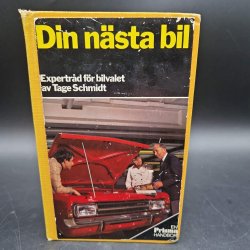 Din nästa bil
Expertråd för bilvalet
av Tage Schmidt
EN
Prisma
HANDBOK